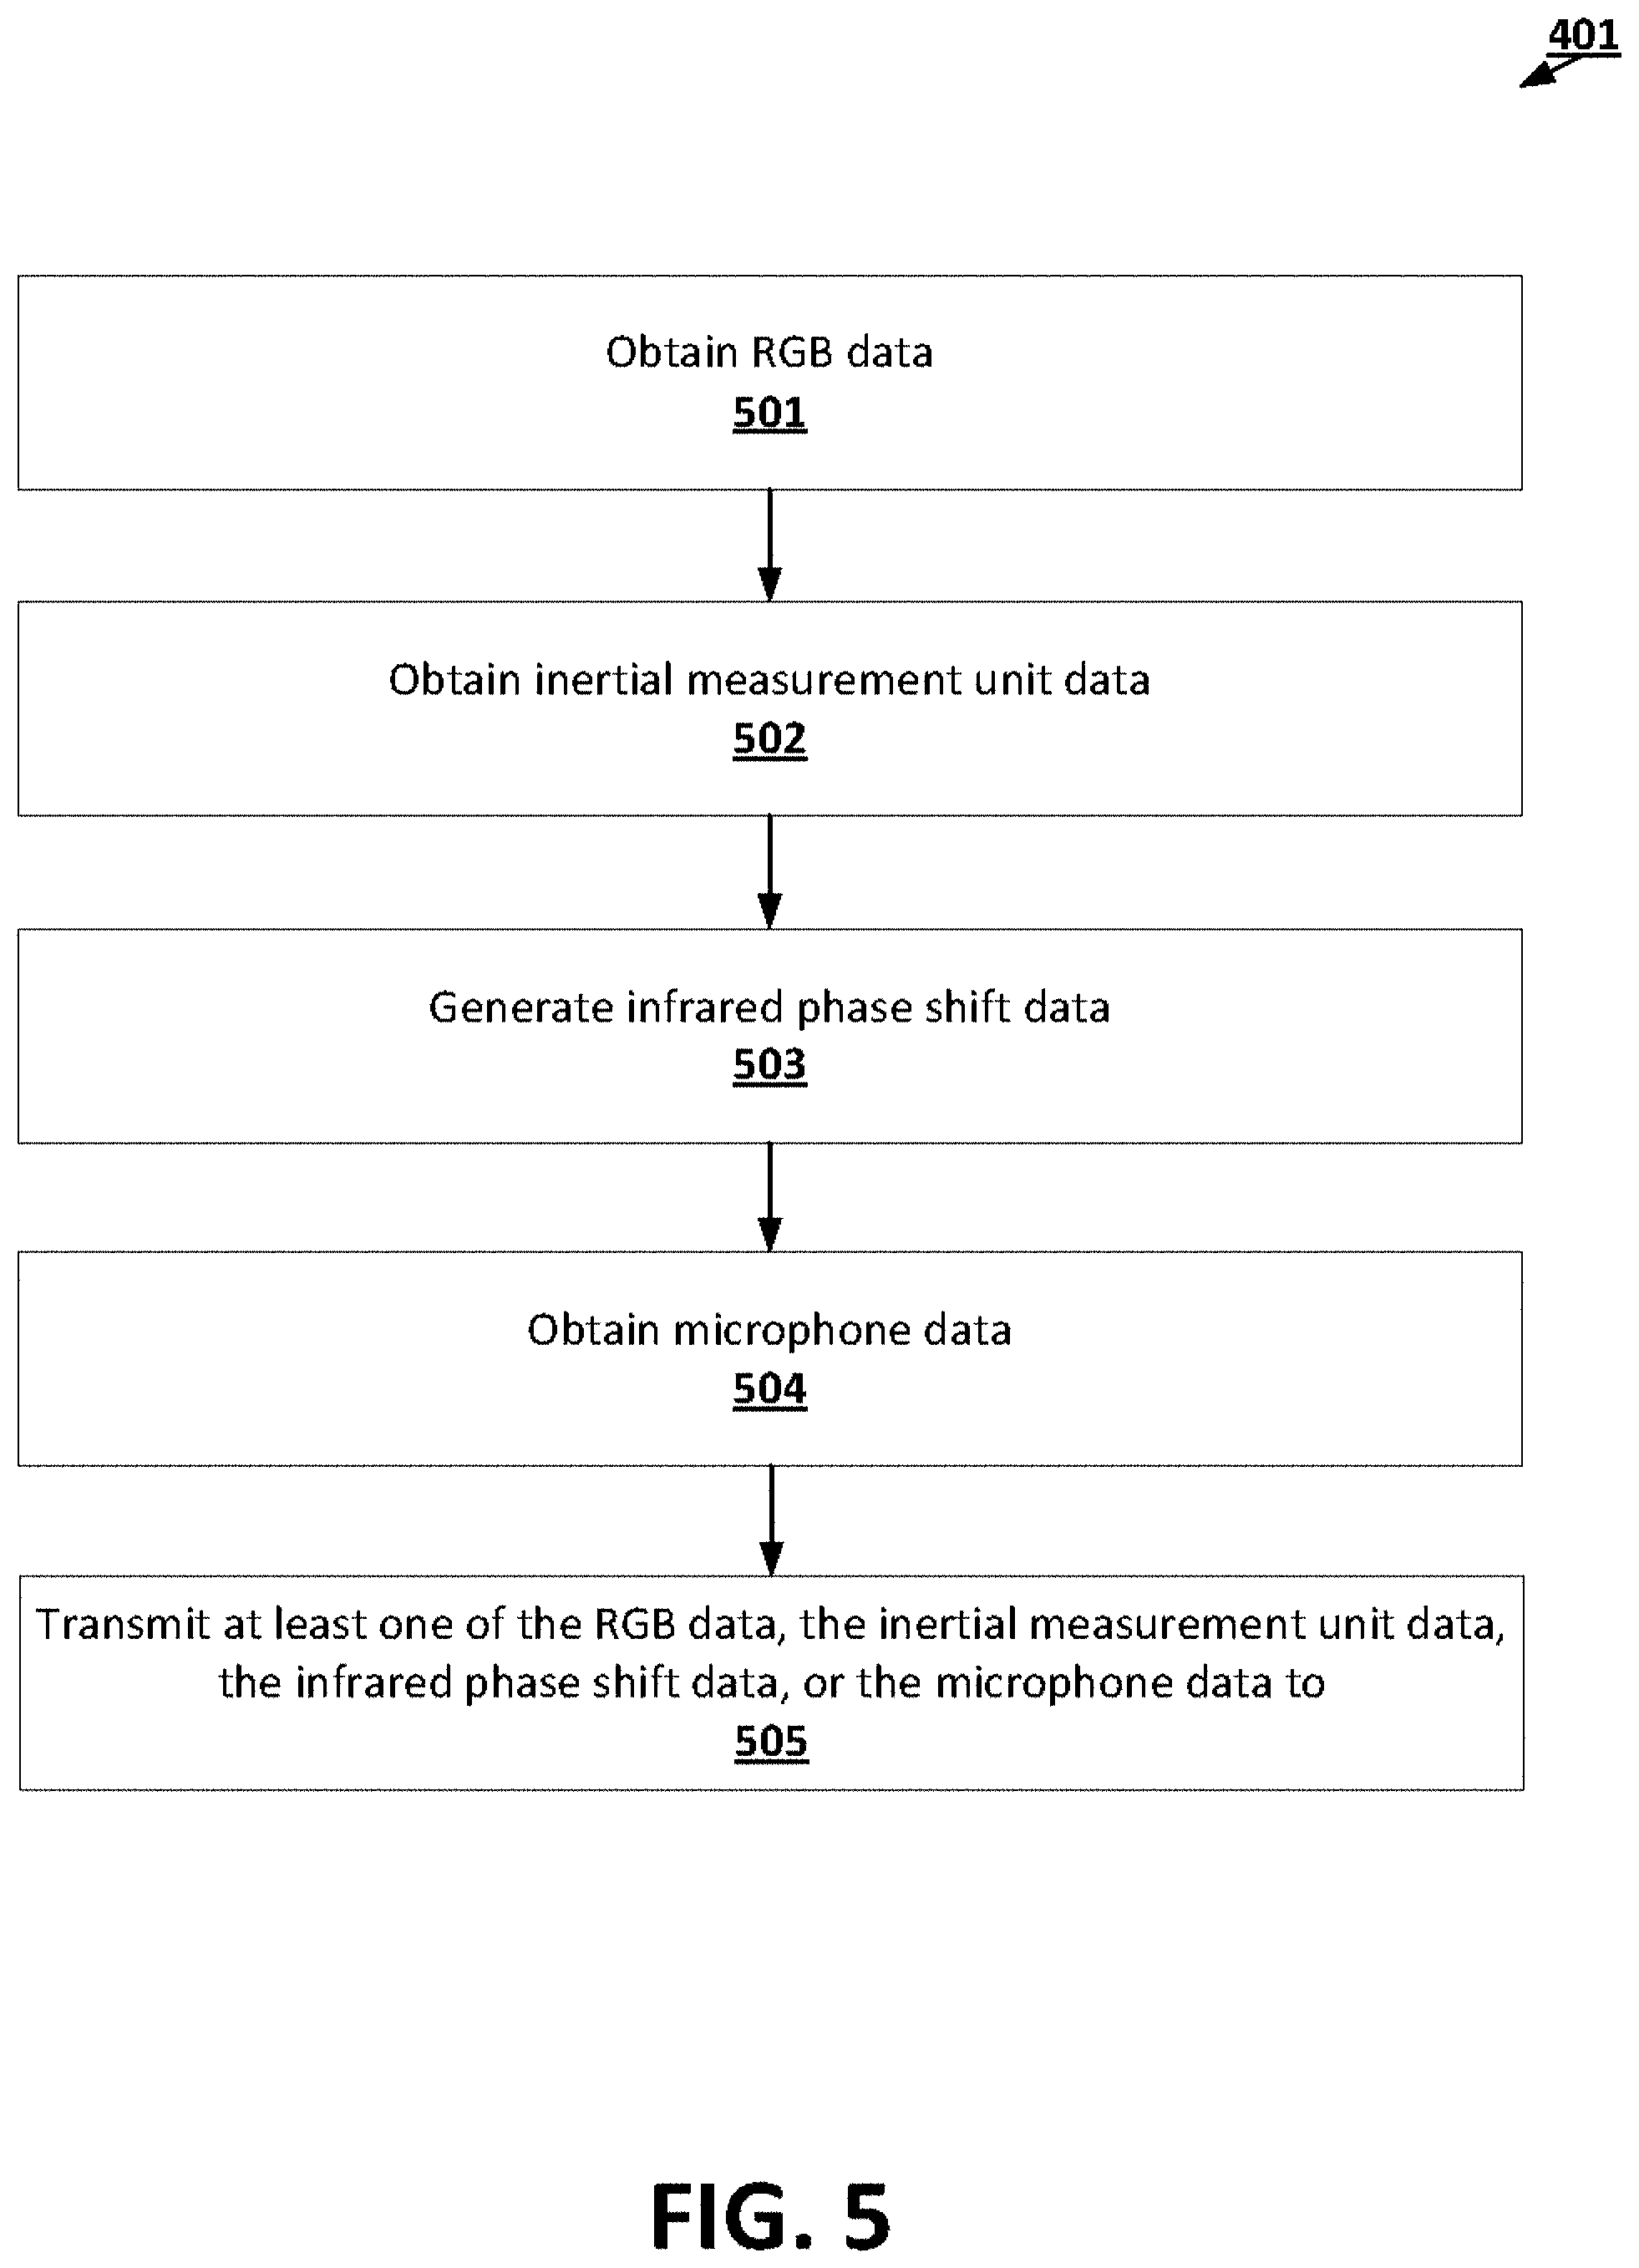 401
Obtain RGB data
501
Obtain inertial measurement unit data
502
Generate infrared phase shift data
503
Obtain microphone data
504
Transmit at least one of the RGB data, the inertial measurement unit data,
the infrared phase shift data, or the microphone data to
505
FIG. 5